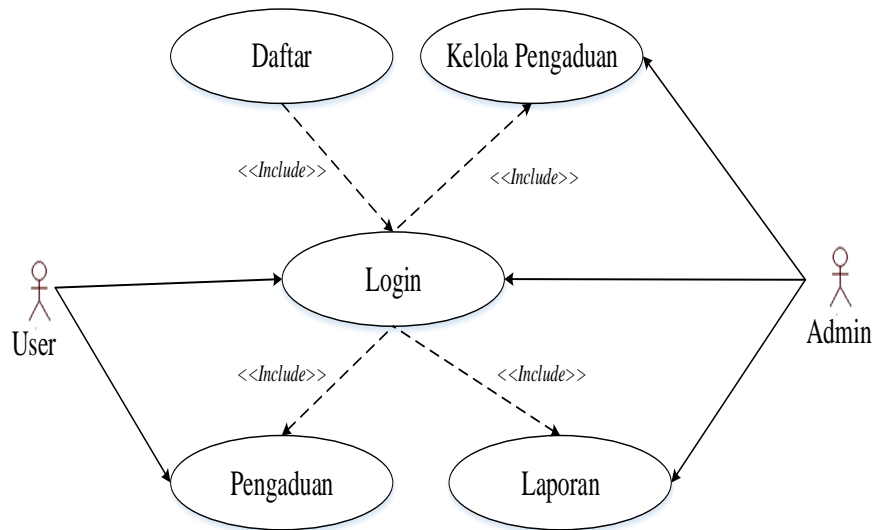 Daftar
Kelola Pengaduan
<<Include>>
<<Include>>
Login
User
Admin
<<Include>>
<<Include>>
Pengaduan
Laporan